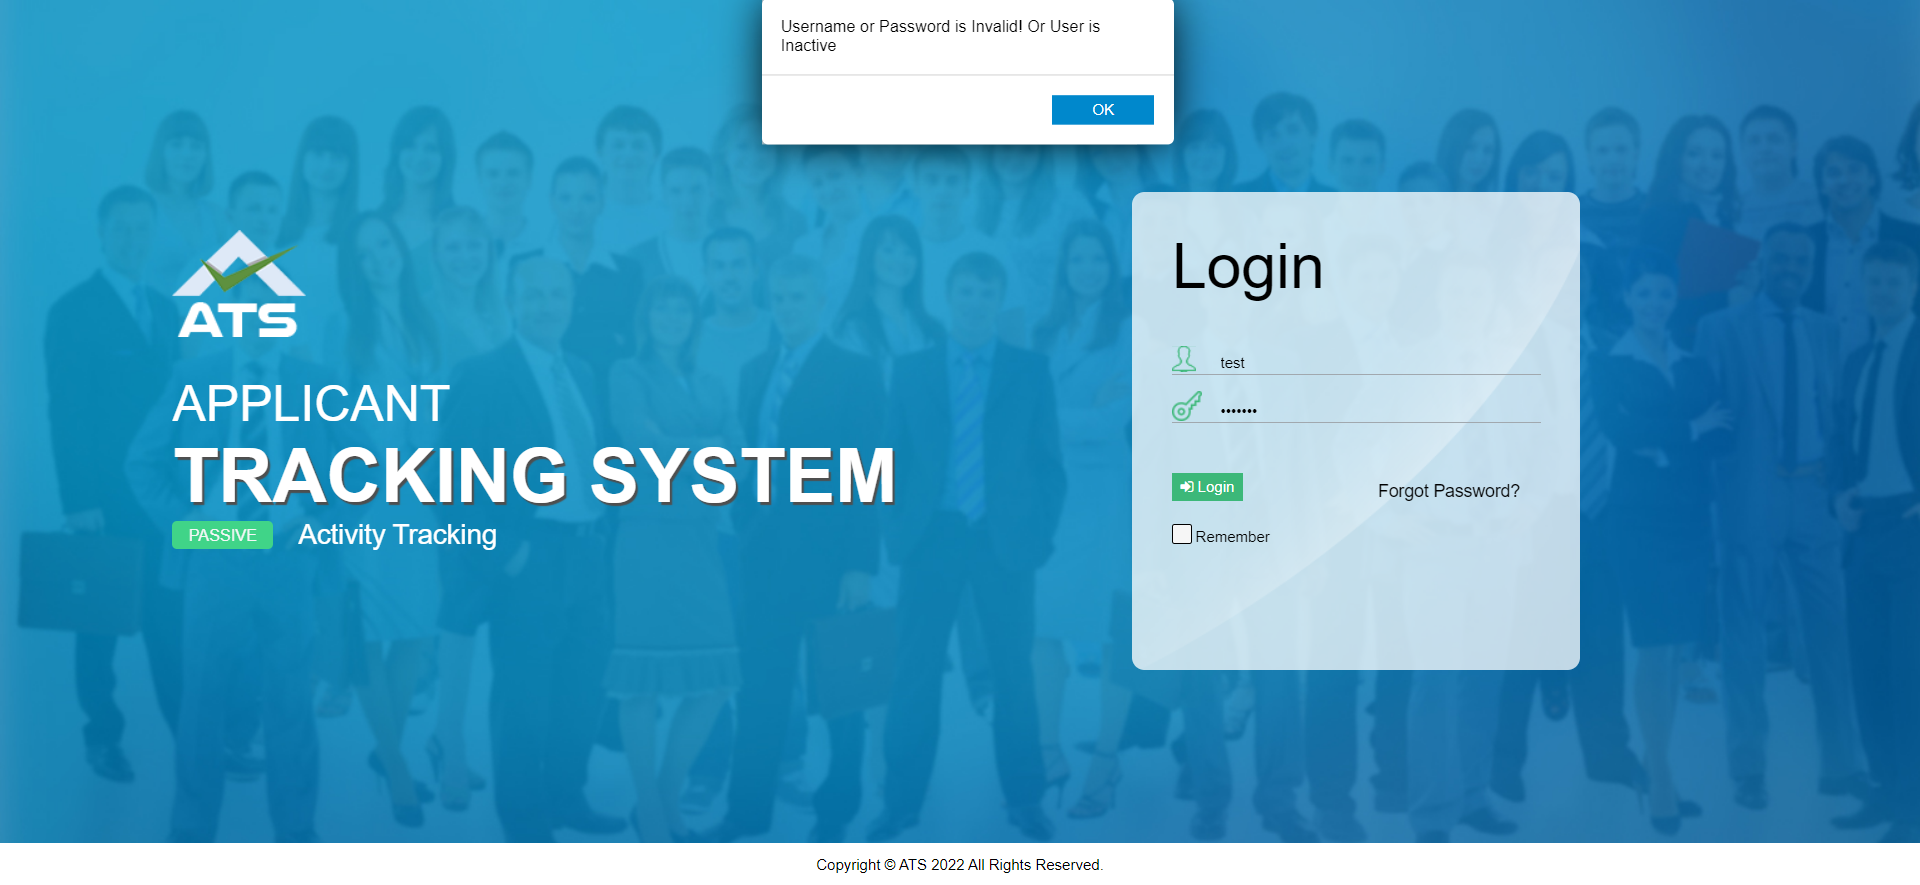 Username or Password is Invalid! Or User is
Inactive
OK
ATS
APPLICANT
TRACKING SYSTEM
PASSIVE Activity Tracking
Login
test
•••••••
Login
Forgot Password?
Remember
Copyright © ATS 2022 All Rights Reserved.